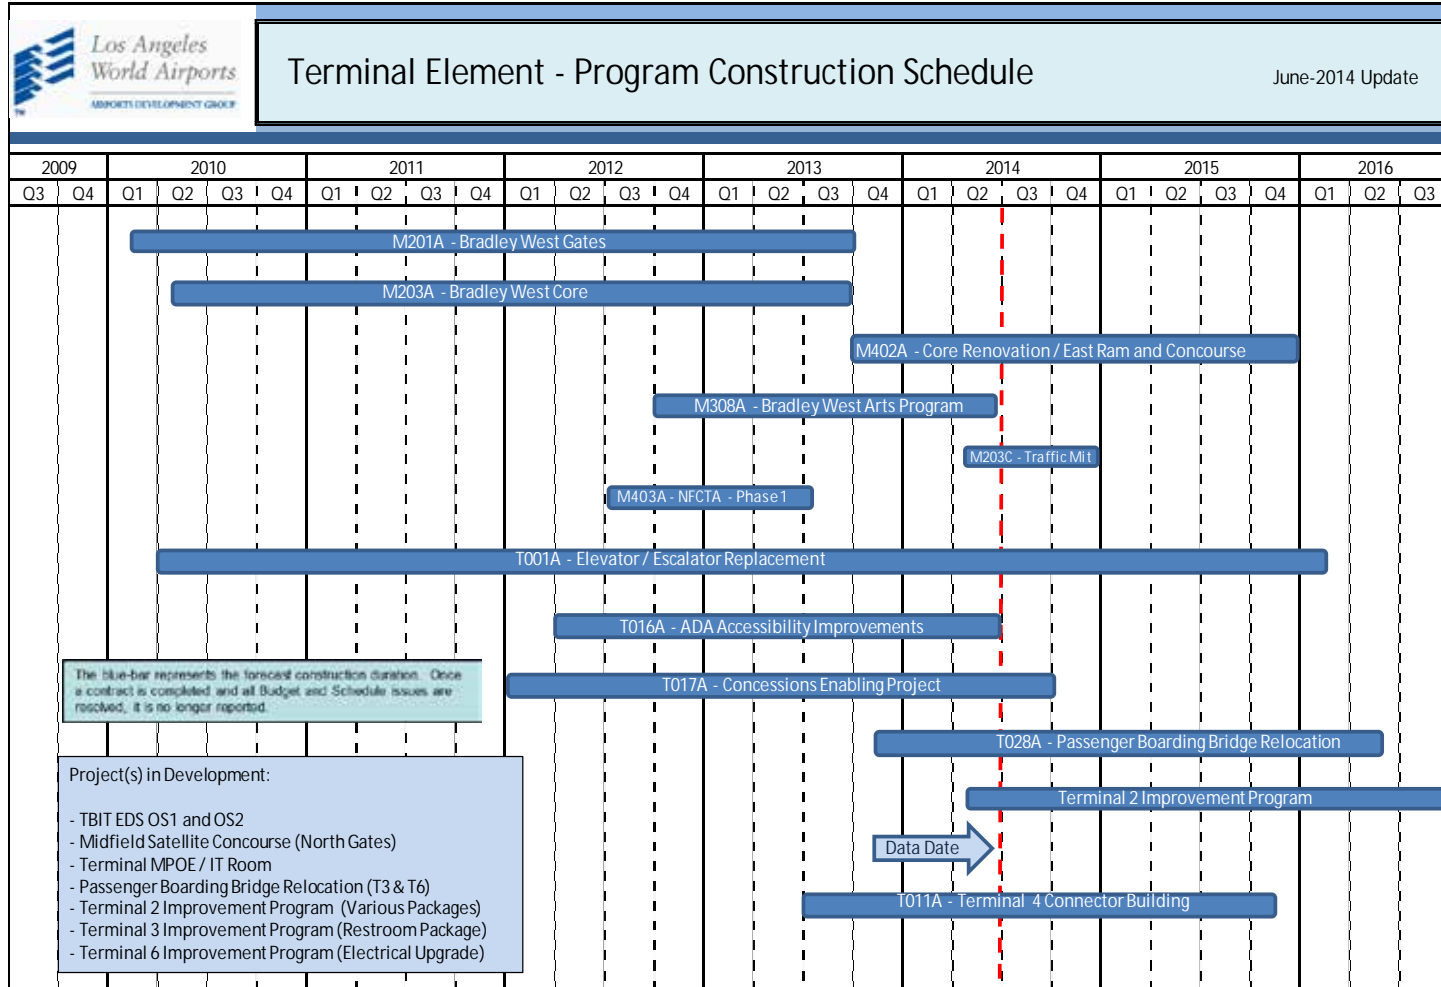 Los Angeles
World Airports
AIRPORTS DEVELOPMENT GROUP
TM
Terminal Element - Program Construction Schedule
June-2014 Update
2009 2010 2011 2012 2013 2014 2015 2016
Q3 Q4 Q1 Q2 Q3 Q4 Q1 Q2 Q3 Q4 Q1 Q2 Q3 Q4 Q1 Q2 Q3 Q4 Q1 Q2 Q3 Q4 Q1 Q2 Q3 Q4 Q1 Q2 Q3
M201A - Bradley West Gates
M203A - Bradley West Core
M402A - Core Renovation / East Ram and Concourse
M308A - Bradley West Arts Program
M203C - Traffic Mit
M403A - NFCTA - Phase 1
T001A - Elevator / Escalator Replacement
T016A - ADA Accessibility Improvements
The blue-bar represents the forecast construction duration. Once
a contract is completed and all Budget and Schedule issues are
resolved, it is no longer reported.
T017A - Concessions Enabling Project
T028A - Passenger Boarding Bridge Relocation
Terminal 2 Improvement Program
Data Date
T011A - Terminal 4 Connector Building
Project(s) in Development:
- TBIT EDS OS1 and OS2
- Midfield Satellite Concourse (North Gates)
- Terminal MPOE / IT Room
- Passenger Boarding Bridge Relocation (T3 & T6)
- Terminal 2 Improvement Program (Various Packages)
- Terminal 3 Improvement Program (Restroom Package)
- Terminal 6 Improvement Program (Electrical Upgrade)